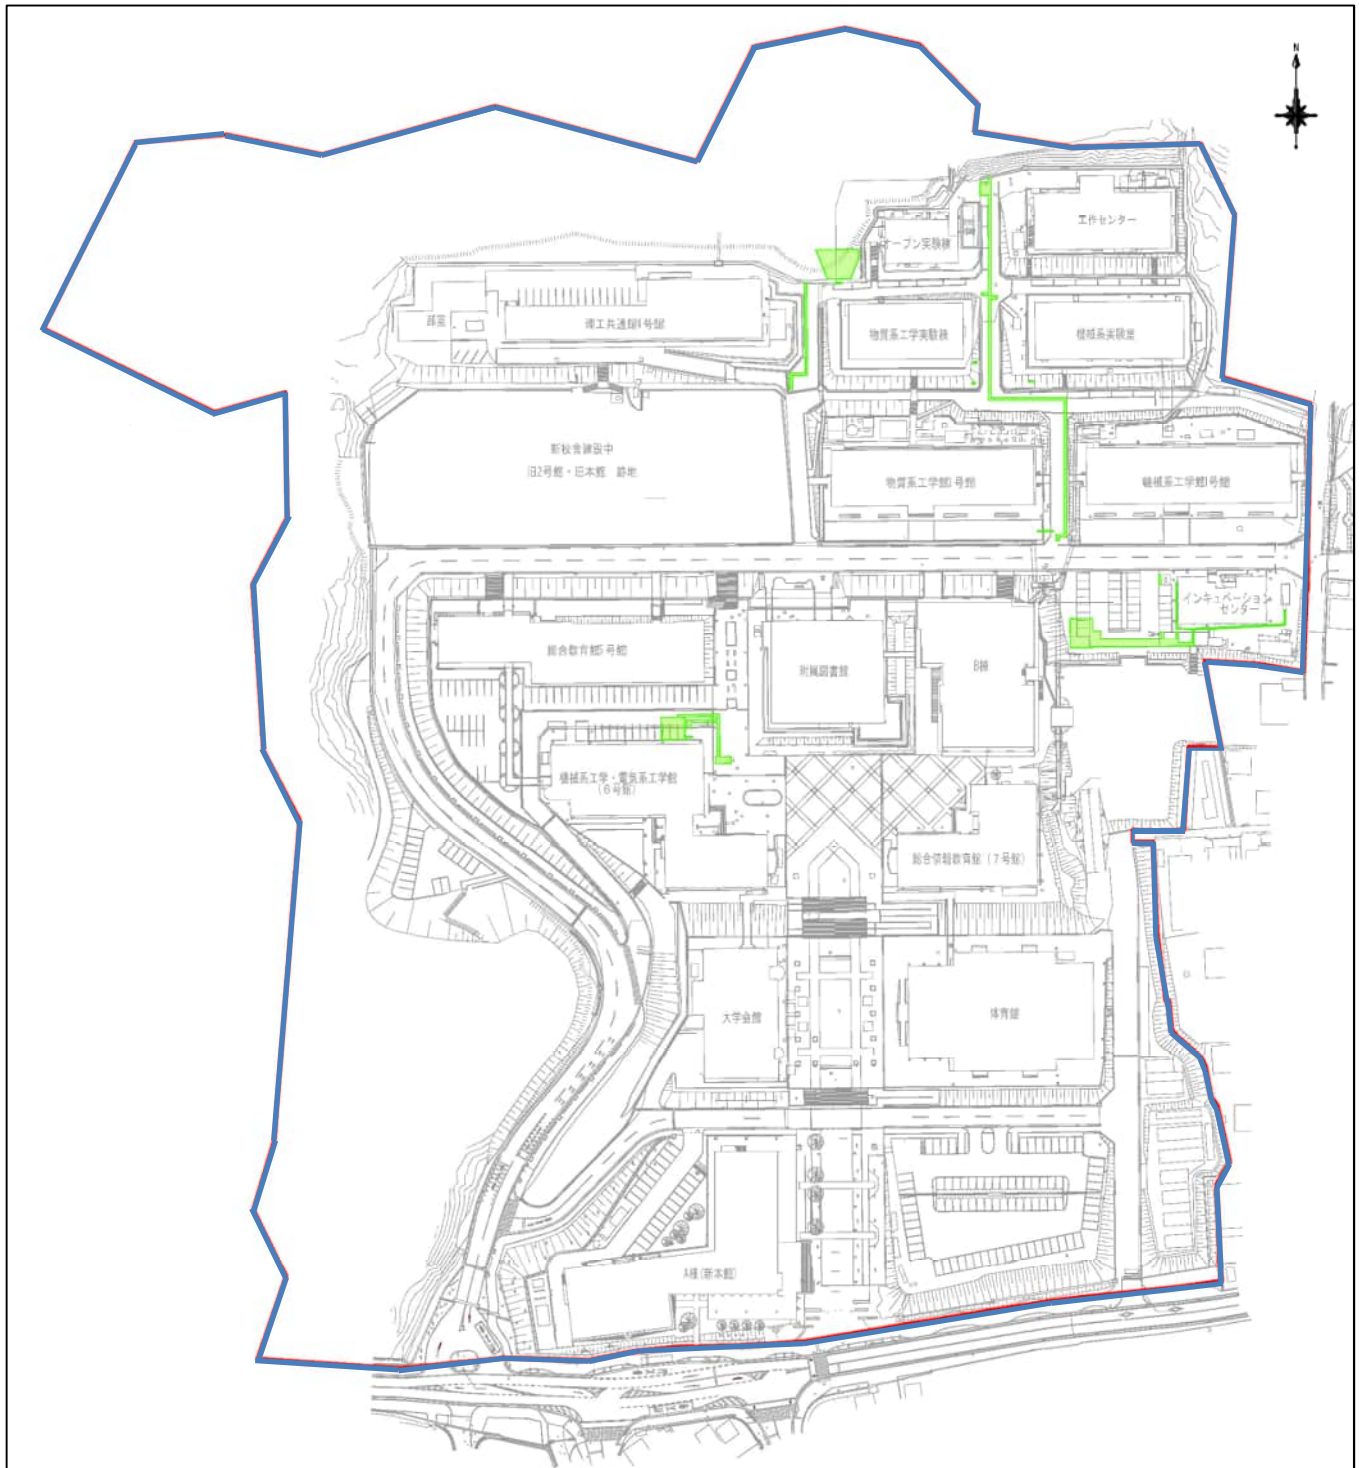 N
工作センター
オープン実験棟
部室
理工共通館4号館
物質系工学実験棟
機械系実験室
新校舎建設中
旧2号館・旧本館 跡地
物質系工学館3号館
機械系工学館1号館
インキュベーション
センター
総合教育館5号館
附属図書館
B棟
機械系工学・電気系工学館
(6号館)
総合情報教育館(7号館)
大学会館
体育館
A棟(新本館)